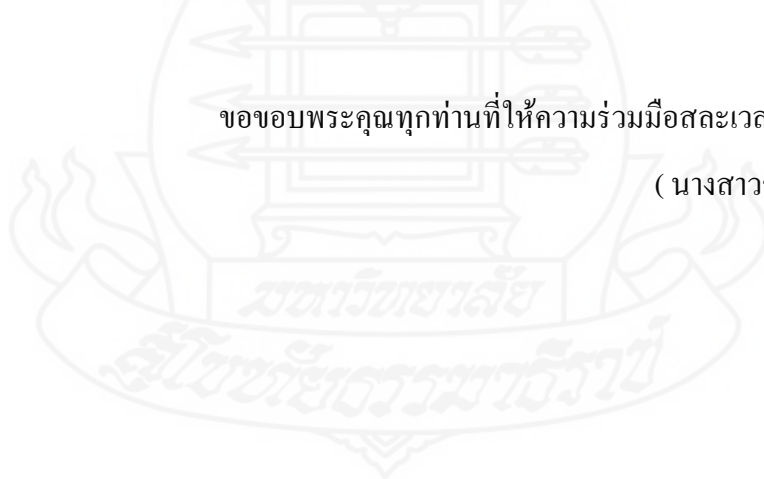 ขอขอบพระคุณทุกท่านที่ให้ความร่วมมือสละ
( นางสาว
มหาวิทยาลัย
สุโขทัยธรรมาธิราช